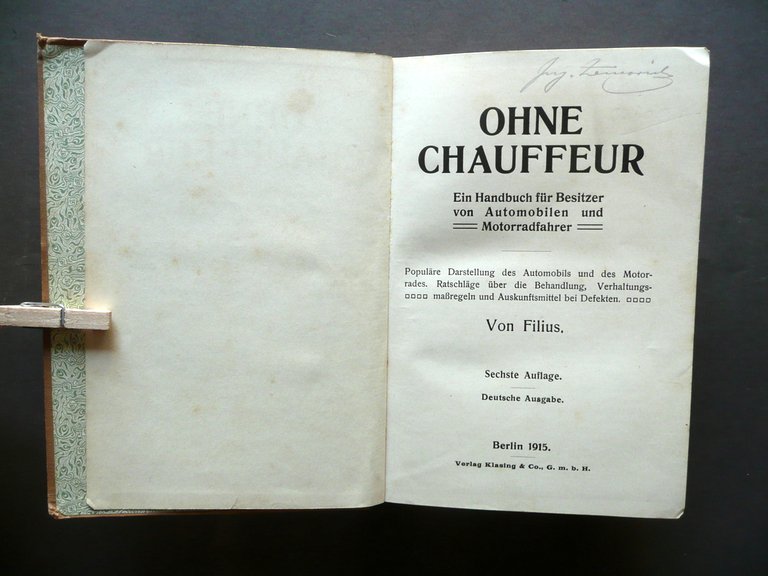 OHNE
CHAUFFEUR
Ein Handbuch für Besitzer
von Automobilen und
Motorradfahrer
Populäre Darstellung des Automobils und des Motor-
rades. Ratschläge über die Behandlung, Verhaltungs-
maßregeln und Auskunftsmittel bei Defekten.
Von Filius.
Sechste Auflage.
Deutsche Ausgabe.
Berlin 1915.
Verlag Klasing & Co., G. m. b. H.